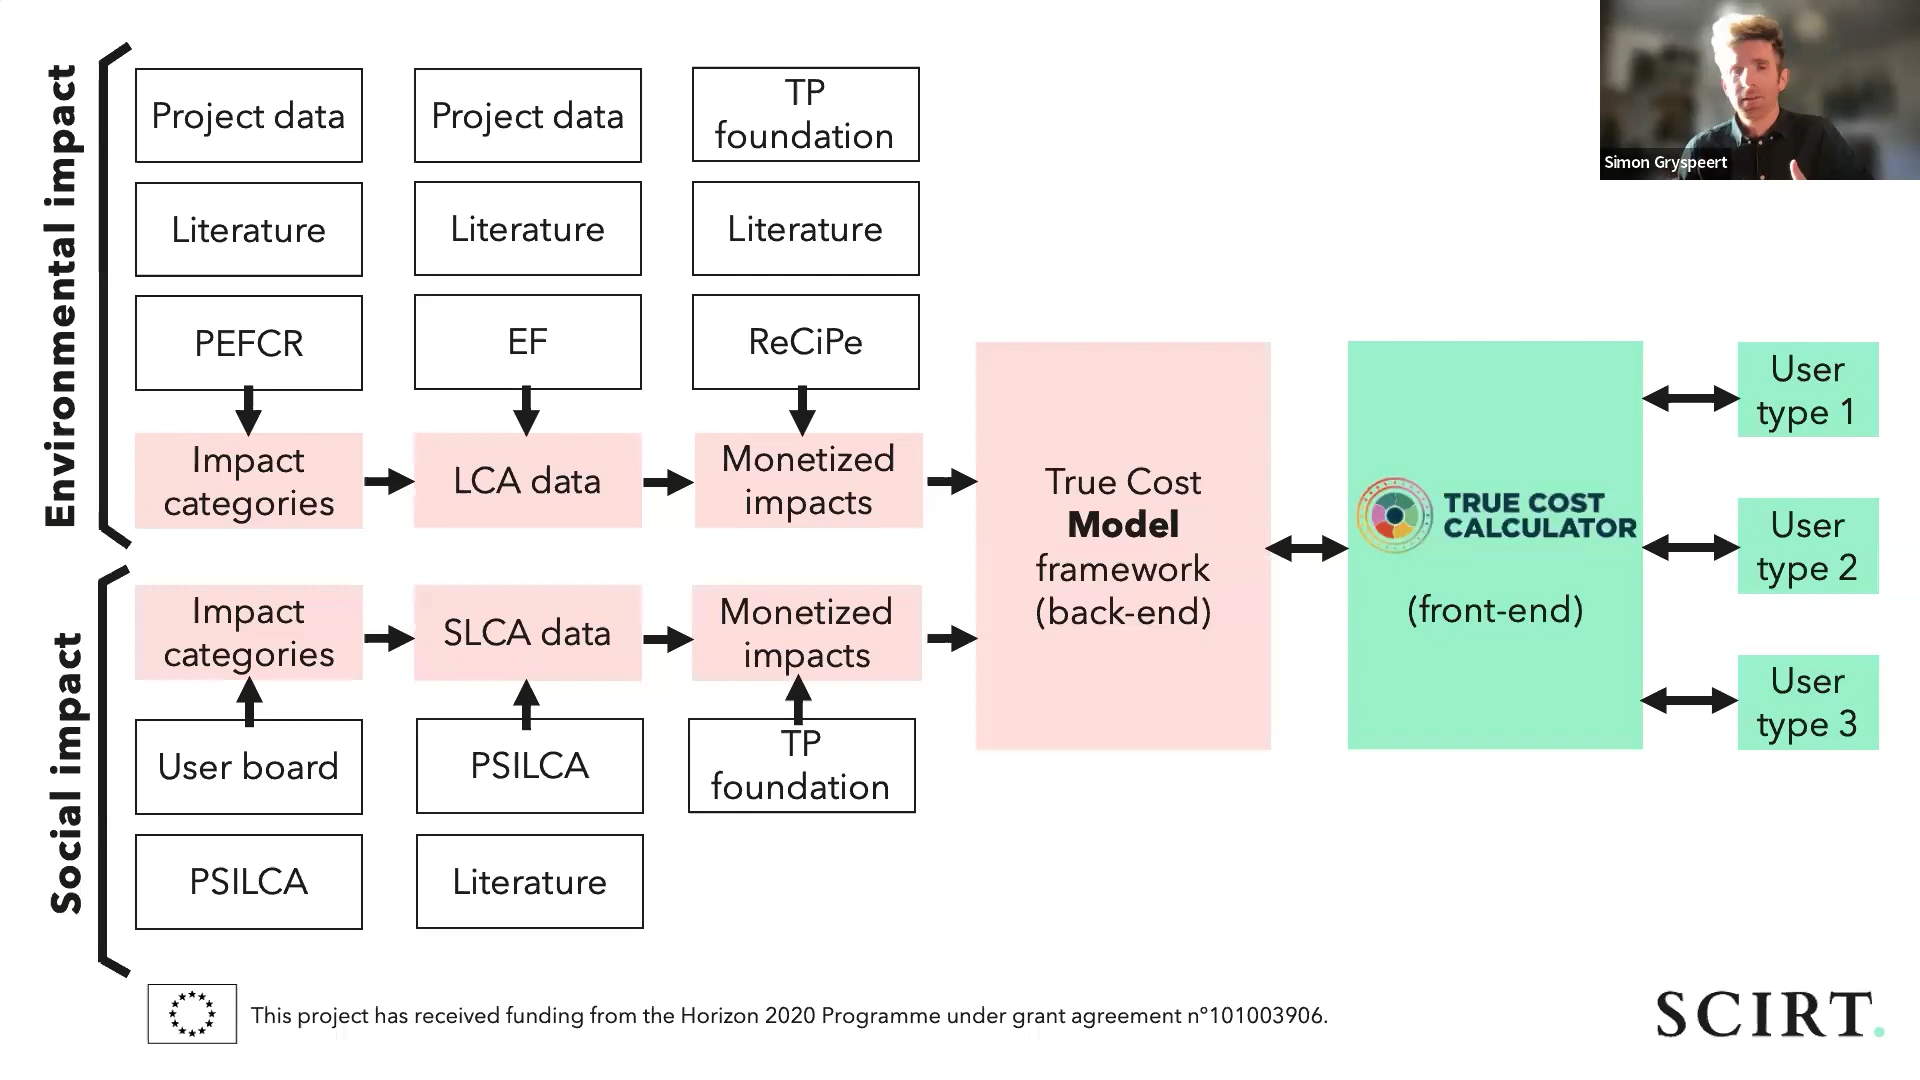 Environmental impact
Project data
Project data
TP
foundation
Literature
Literature
Literature
PEFCR
EF
ReCiPe
Impact
categories
LCA data
Monetized
impacts
Social impact
Impact
categories
SLCA data
Monetized
impacts
User board
PSILCA
TP
foundation
PSILCA
Literature
True Cost
Model
framework
(back-end)
TRUE COST
CALCULATOR
(front-end)
User
type 1
User
type 2
User
type 3
Simon Gryspeert
This project has received funding from the Horizon 2020 Programme under grant agreement n°101003906.
SCIRT.